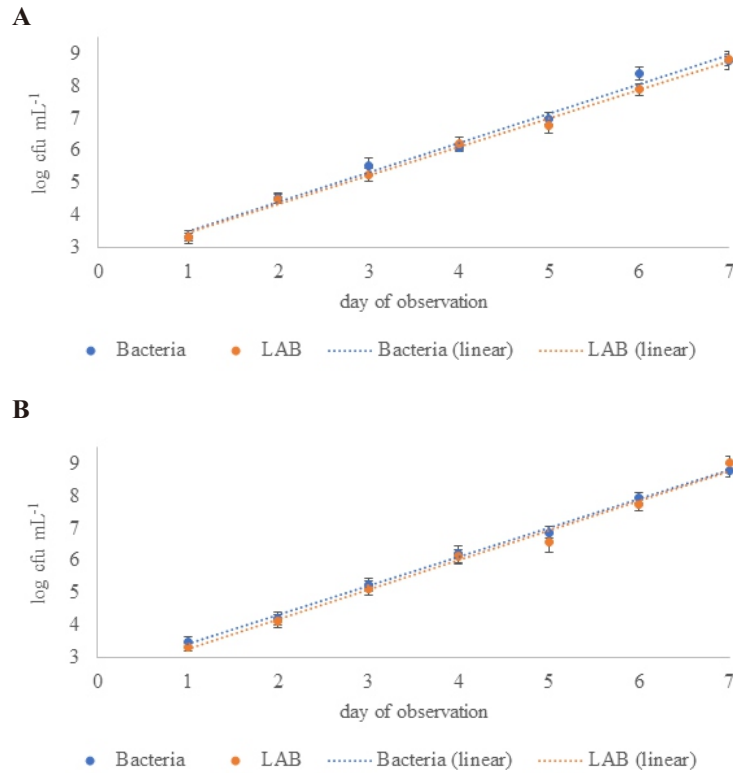 A
9
8
7
6
5
4
3
log cfu mL⁻¹
0 1 2 3 4 5 6 7
day of observation
Bacteria LAB Bacteria (linear) LAB (linear)
B
9
8
7
6
5
4
3
log cfu mL⁻¹
0 1 2 3 4 5 6 7
day of observation
Bacteria LAB Bacteria (linear) LAB (linear)